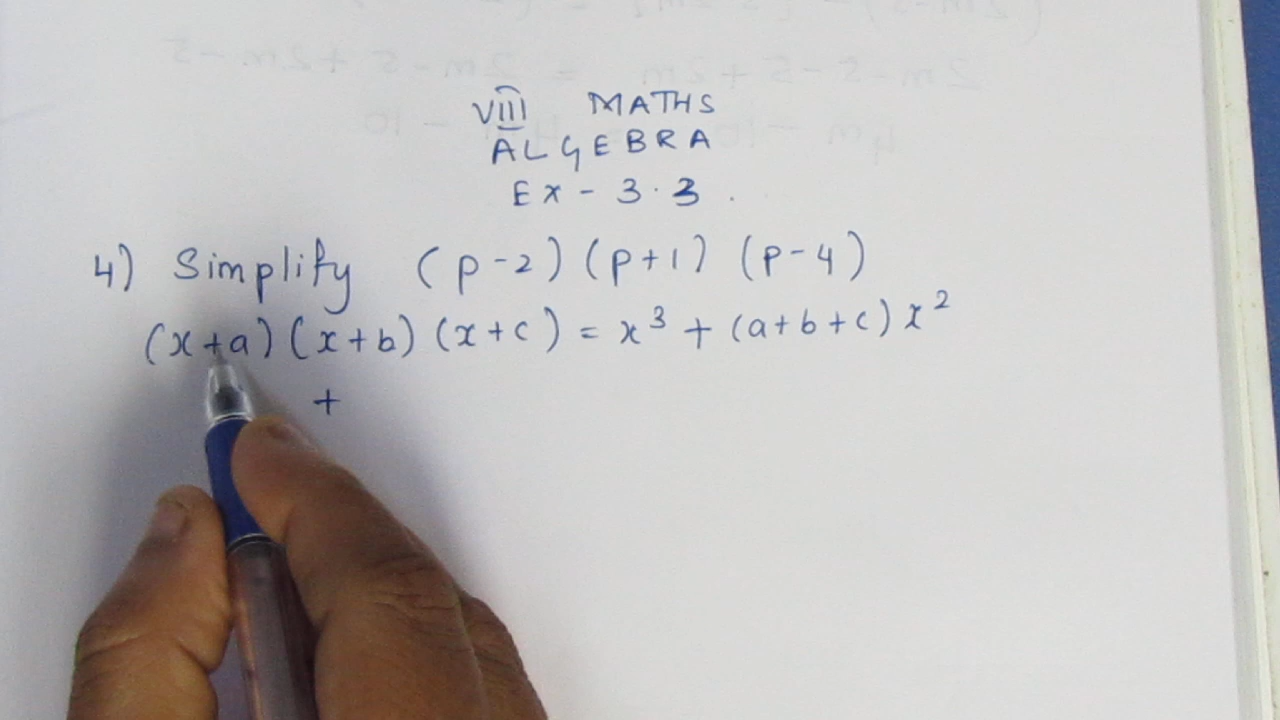 VIII MATHS
ALGEBRA
Ex - 3.3.
4) Simplify (p-2) (p+1) (p-4)
(x+a) (x+b) (x+c) = x³ + (a+b+c) x²
+